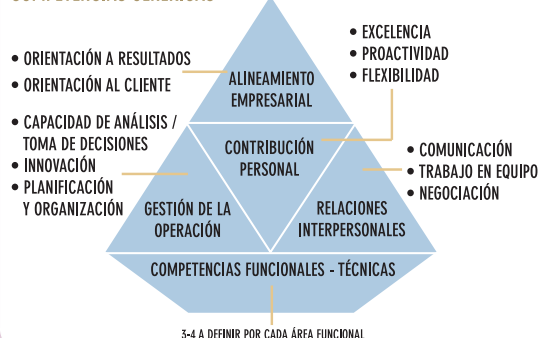 COMPETENCIAS GENÉRICAS
• ORIENTACIÓN A RESULTADOS
• ORIENTACIÓN AL CLIENTE
• CAPACIDAD DE ANÁLISIS /
TOMA DE DECISIONES
• INNOVACIÓN
• PLANIFICACIÓN
Y ORGANIZACIÓN
ALINEAMIENTO
EMPRESARIAL
• EXCELENCIA
• PROACTIVIDAD
• FLEXIBILIDAD
CONTRIBUCIÓN
PERSONAL
• COMUNICACIÓN
• TRABAJO EN EQUIPO
• NEGOCIACIÓN
GESTIÓN DE LA
OPERACIÓN
RELACIONES
INTERPERSONALES
COMPETENCIAS FUNCIONALES - TÉCNICAS
3-4 A DEFINIR POR CADA ÁREA FUNCIONAL